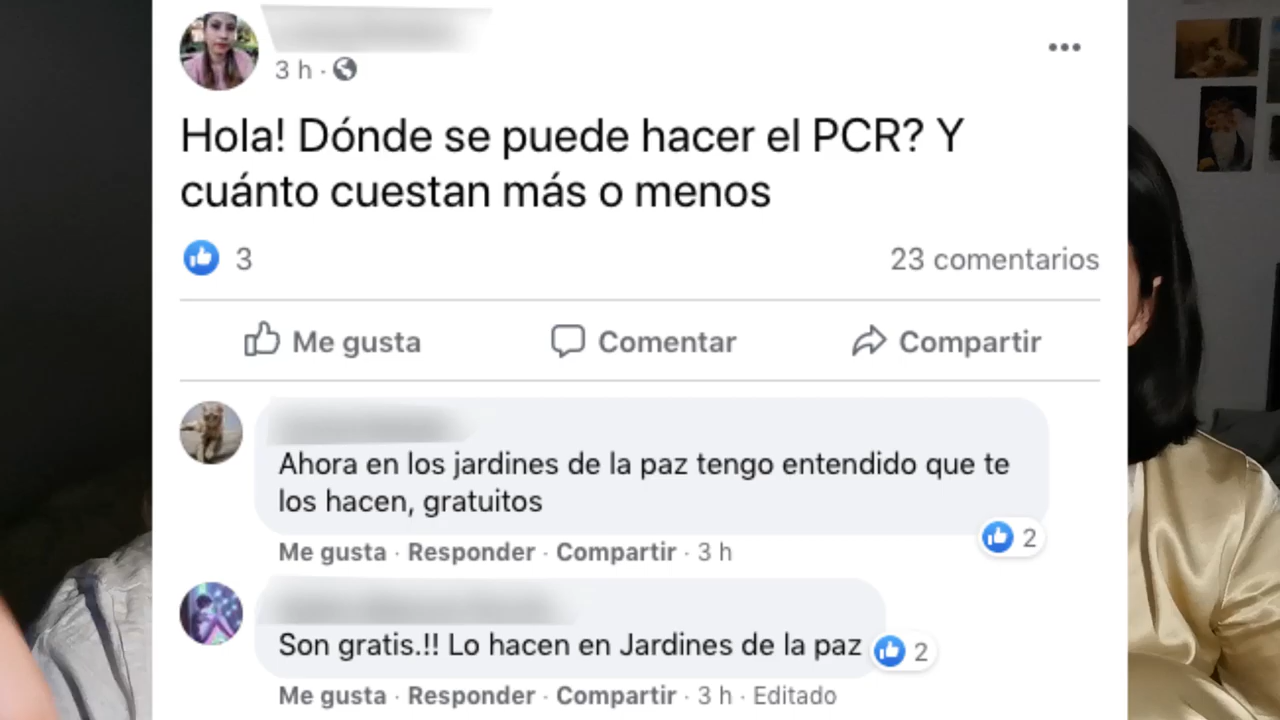 3 h ·
Hola! Dónde se puede hacer el PCR? Y
cuánto cuestan más o menos
3
23 comentarios
Me gusta
Comentar
Compartir
Ahora en los jardines de la paz tengo entendido que te
los hacen, gratuitos
2
Me gusta · Responder · Compartir · 3 h
Son gratis.!! Lo hacen en Jardines de la paz
2
Me gusta · Responder · Compartir · 3 h · Editado